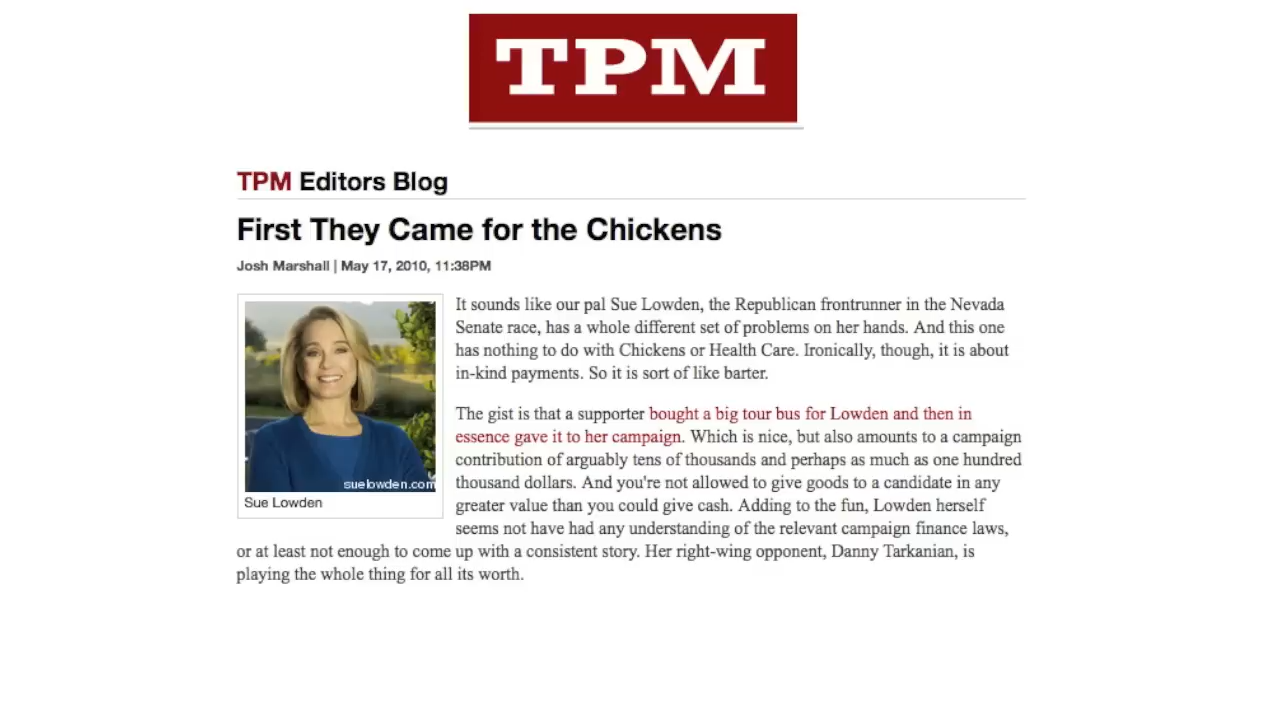 TPM
TPM Editors Blog
First They Came for the Chickens
Josh Marshall | May 17, 2010, 11:38PM
suelowden.com
Sue Lowden
It sounds like our pal Sue Lowden, the Republican frontrunner in the Nevada
Senate race, has a whole different set of problems on her hands. And this one
has nothing to do with Chickens or Health Care. Ironically, though, it is about
in-kind payments. So it is sort of like barter.
The gist is that a supporter bought a big tour bus for Lowden and then in
essence gave it to her campaign. Which is nice, but also amounts to a campaign
contribution of arguably tens of thousands and perhaps as much as one hundred
thousand dollars. And you're not allowed to give goods to a candidate in any
greater value than you could give cash. Adding to the fun, Lowden herself
seems not have had any understanding of the relevant campaign finance laws,
or at least not enough to come up with a consistent story. Her right-wing opponent, Danny Tarkanian, is
playing the whole thing for all its worth.